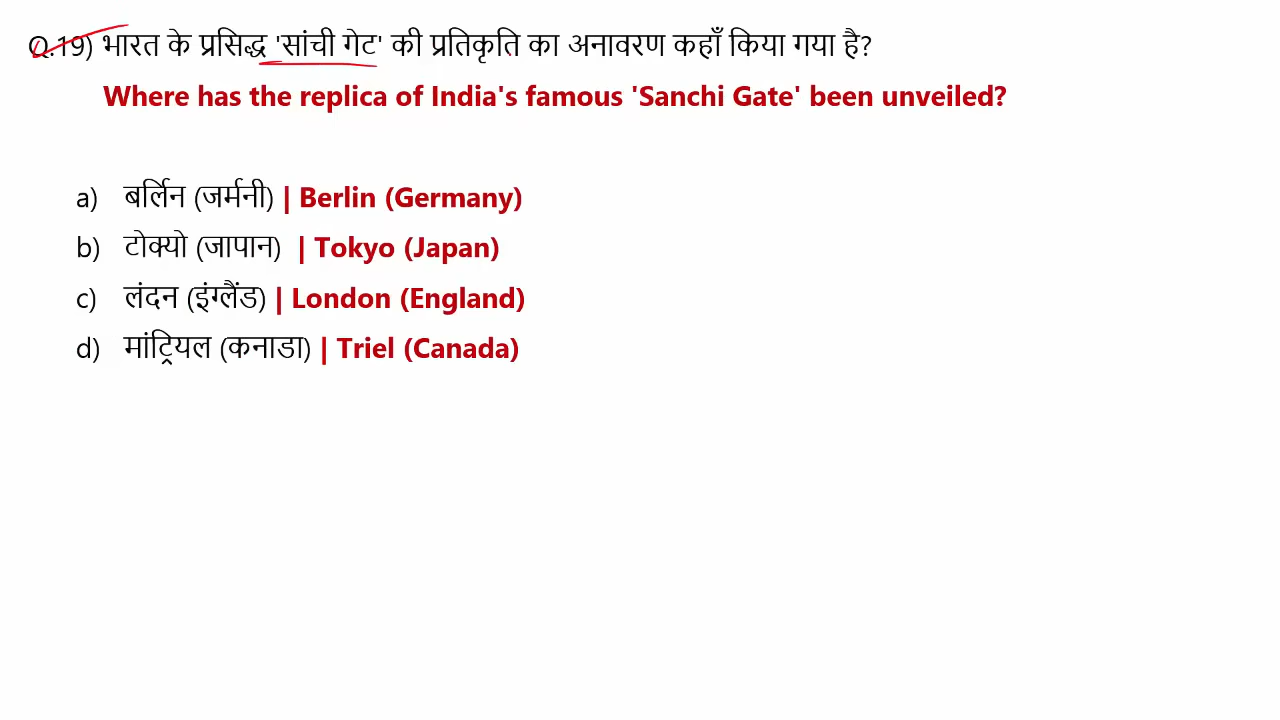 Q.19) भारत के प्रसिद्ध 'सांची गेट' की प्रतिकृति का अनावरण कहाँ किया गया है?
Where has the replica of India's famous 'Sanchi Gate' been unveiled?
a) बर्लिन (जर्मनी) | Berlin (Germany)
b) टोक्यो (जापान) | Tokyo (Japan)
c) लंदन (इंग्लैंड) | London (England)
d) मांट्रियल (कनाडा) | Triel (Canada)